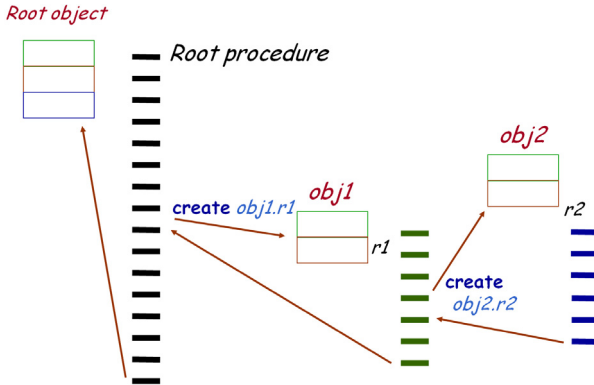 Root object
Root procedure
obj2
create obj1.r1
obj1
r1
r2
create
obj2.r2